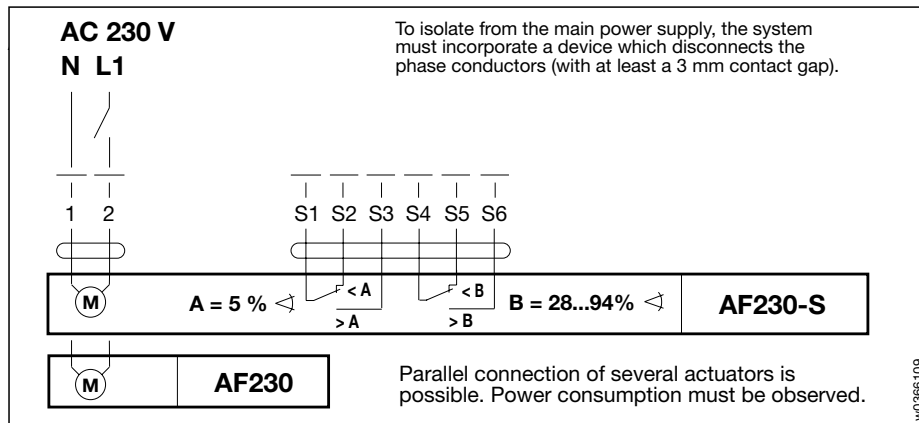 AC 230 V
N L1
To isolate from the main power supply, the system
must incorporate a device which disconnects the
phase conductors (with at least a 3 mm contact gap).
1 2 S1 S2 S3 S4 S5 S6
M
A = 5 %
< A
> A
< B
> B
B = 28...94%
AF230-S
M
AF230
Parallel connection of several actuators is
possible. Power consumption must be observed.
w0366109